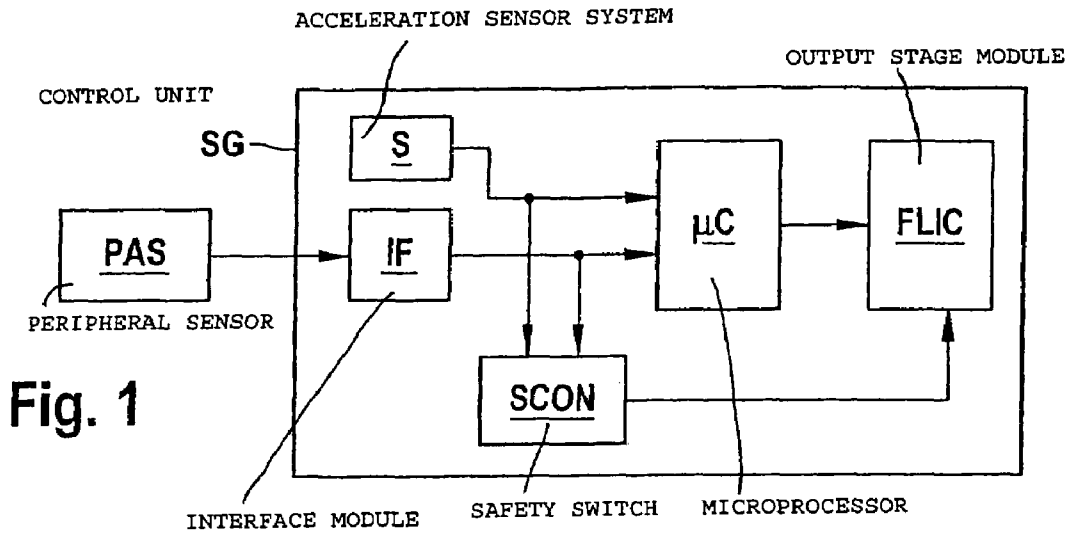 ACCELERATION SENSOR SYSTEM
OUTPUT STAGE MODULE
CONTROL UNIT
SG
S
PAS
IF
μC
FLIC
PERIPHERAL SENSOR
SCON
Fig. 1
INTERFACE MODULE
SAFETY SWITCH
MICROPROCESSOR